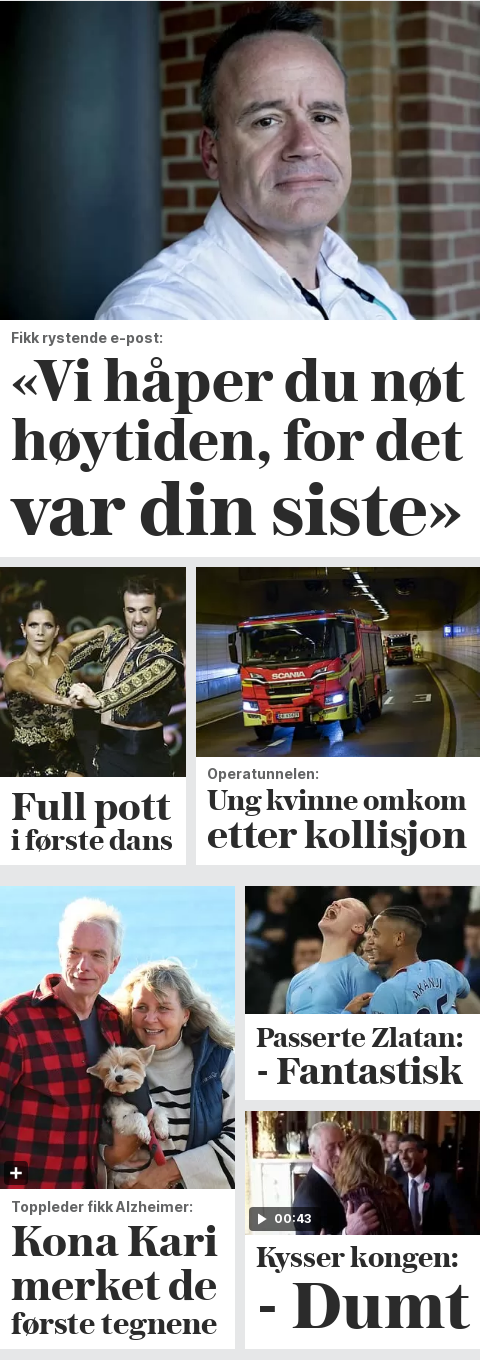 Fikk rystende e-post:
«Vi håper du nøt
høytiden, for det
var din siste»
Full pott
i første dans
SCANIA
Operatunnelen:
Ung kvinne omkom
etter kollisjon
AKANJI
Passerte Zlatan:
- Fantastisk
Toppleder fikk Alzheimer:
Kona Kari
merket de
første tegnene
00:43
Kysser kongen:
- Dumt